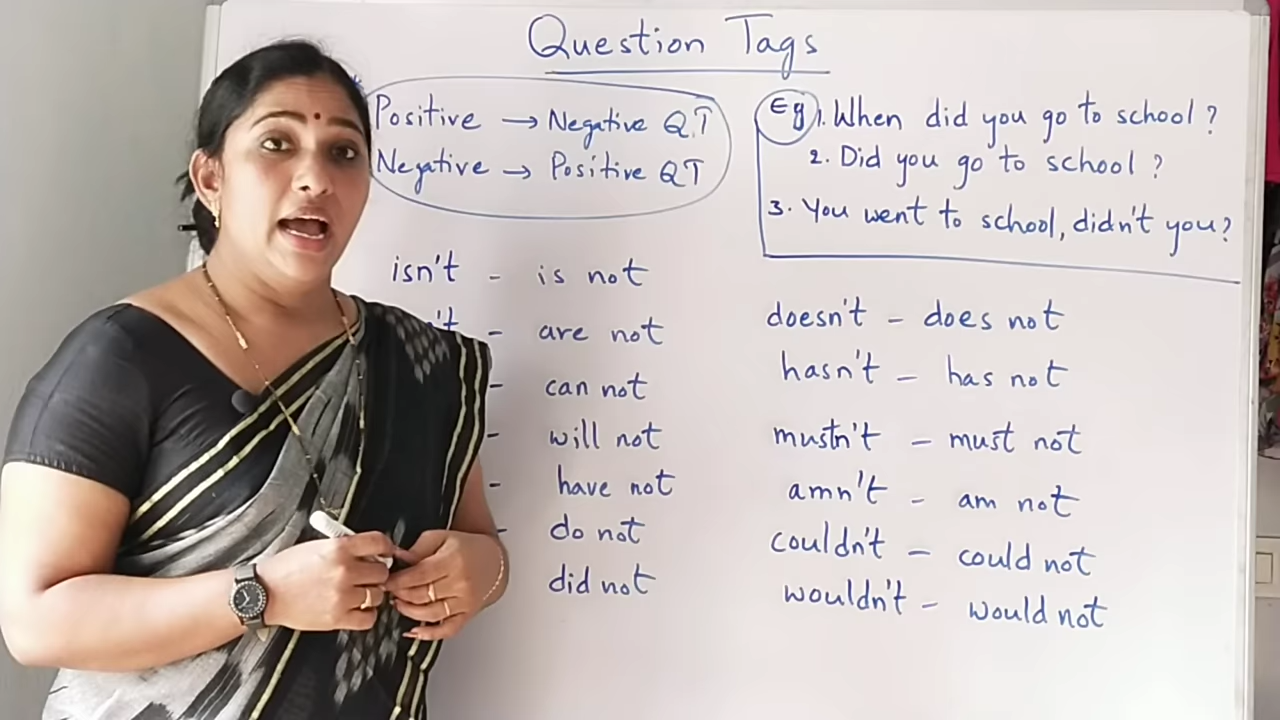 Question Tags
Positive → Negative QT
Negative → Positive QT
Eg 1. When did you go to school ?
2. Did you go to school ?
3. You went to school, didn't you?
isn't - is not
- are not
- can not
- will not
- have not
- do not
did not
doesn't - does not
hasn't - has not
mustn't - must not
amn't - am not
couldn't - could not
wouldn't - would not